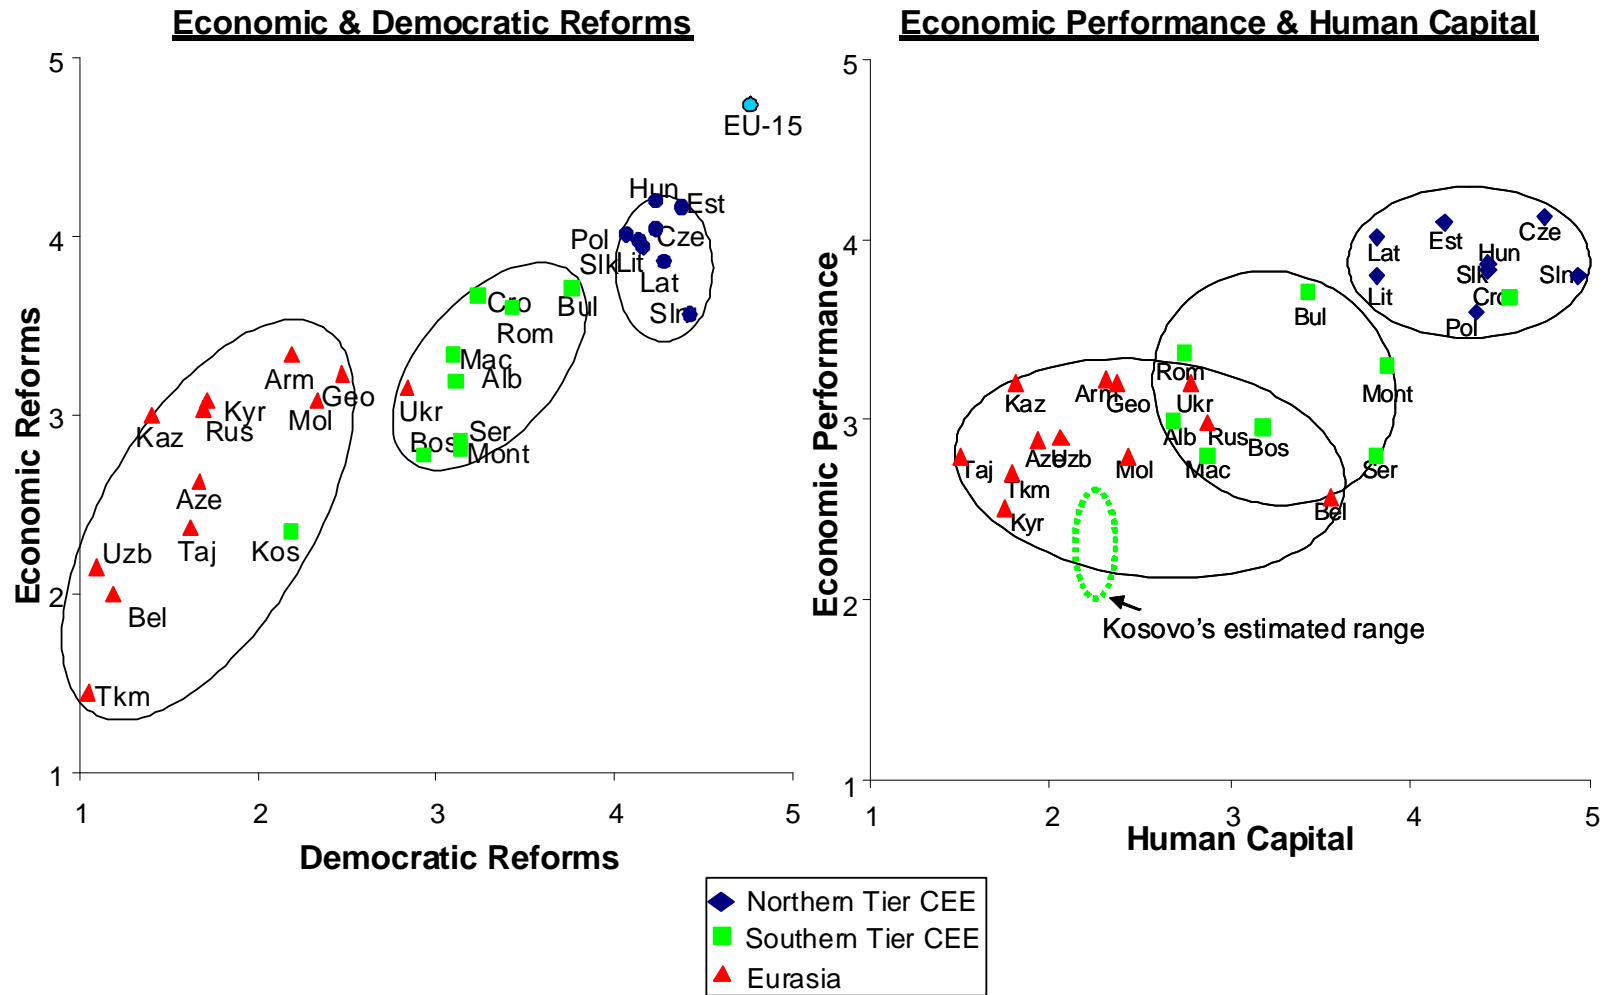 Economic & Democratic Reforms
5
4
3
2
1
1
2
3
4
5
Economic Reforms
Democratic Reforms
EU-15
Hun
Est
Pol
Cze
Slk
Lit
Lat
Sln
Cro
Bul
Rom
Mac
Alb
Ukr
Ser
Bos
Mont
Arm
Geo
Mol
Kyr
Rus
Kaz
Aze
Taj
Kos
Uzb
Bel
Tkm
Economic Performance & Human Capital
5
4
3
2
1
1
2
3
4
5
Economic Performance
Human Capital
Cze
Est
Lat
Hun
Slk
Sln
Lit
Cro
Pol
Bul
Rom
Mont
Kaz
Arm
Geo
Ukr
Alb
Rus
Bos
Aze
Uzb
Taj
Mol
Mac
Ser
Tkm
Kyr
Bel
Kosovo's estimated range
Northern Tier CEE
Southern Tier CEE
Eurasia